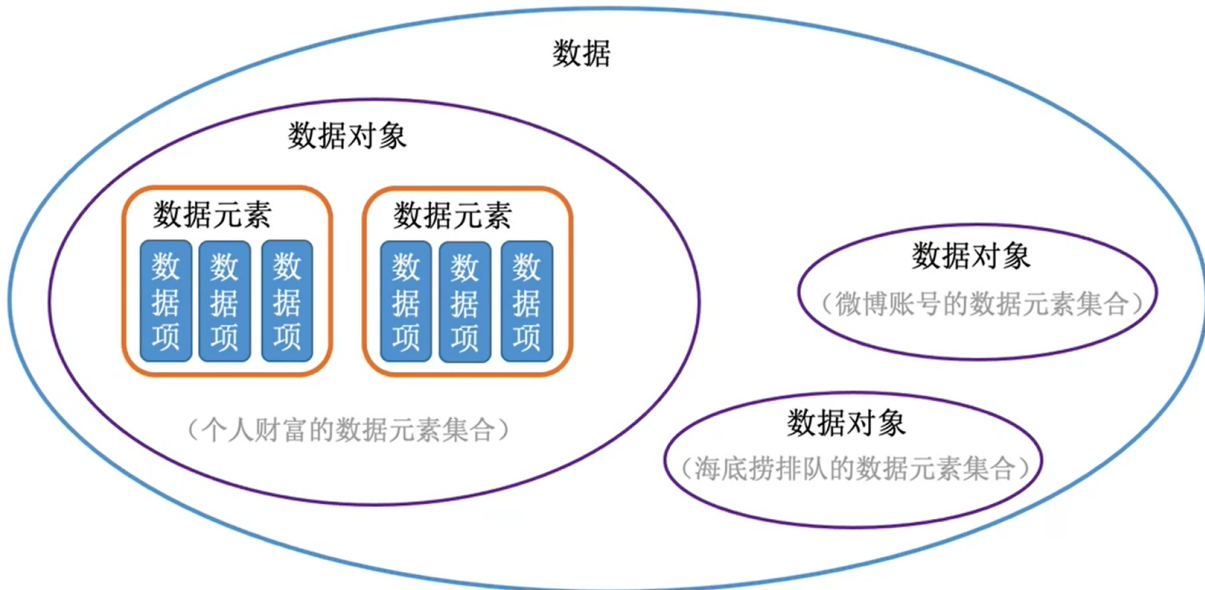 数据
数据对象
数据元素
数据项
数据项
数据项
数据元素
数据项
数据项
数据项
（个人财富的数据元素集合）
数据对象
（微博账号的数据元素集合）
数据对象
（海底捞排队的数据元素集合）